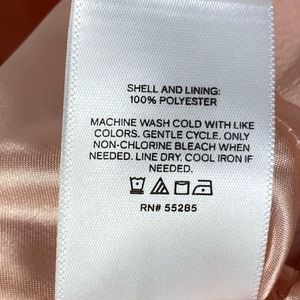 SHELL AND LINING:
100% POLYESTER
MACHINE WASH COLD WITH LIKE
COLORS. GENTLE CYCLE. ONLY
NON-CHLORINE BLEACH WHEN
NEEDED. LINE DRY. COOL IRON IF
NEEDED.
RN# 55285